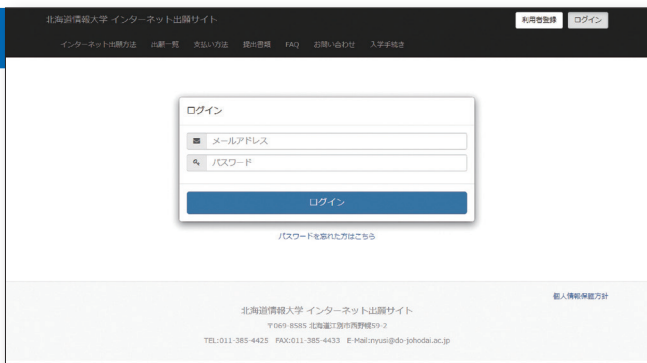 北海道情報大学 インターネット出願サイト
利用者登録 ログイン
インターネット出願方法 出願一覧 支払い方法 提出書類 FAQ お問い合わせ 入学手続き
ログイン
メールアドレス
パスワード
ログイン
パスワードを忘れた方はこちら
個人情報保護方針
北海道情報大学 インターネット出願サイト
〒069-8585 北海道江別市西野幌59-2
TEL:011-385-4425 FAX:011-385-4433 E-Mail:nyusi@do-johodai.ac.jp